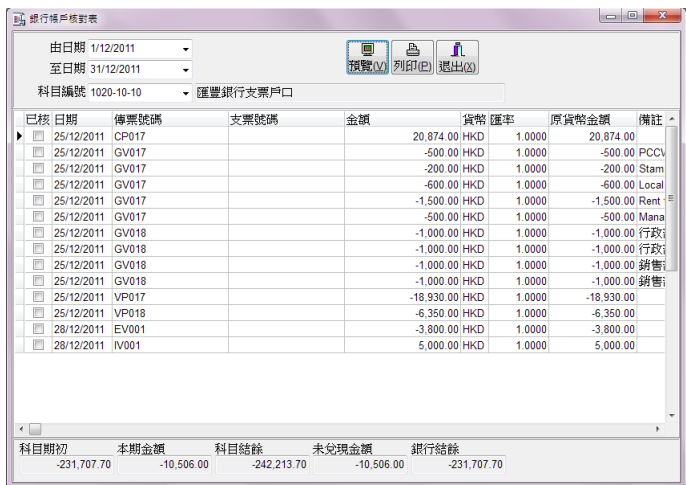 銀行帳戶核對表
由日期 1/12/2011
至日期 31/12/2011
科目編號 1020-10-10 匯豐銀行支票戶口
預覽(V) 列印(P) 退出(X)
已核 日期 傳票號碼 支票號碼 金額 貨幣 匯率 原貨幣金額 備註
25/12/2011 CP017 20,874.00 HKD 1.0000 20,874.00
25/12/2011 GV017 -500.00 HKD 1.0000 -500.00 PCCV
25/12/2011 GV017 -200.00 HKD 1.0000 -200.00 Stam
25/12/2011 GV017 -600.00 HKD 1.0000 -600.00 Local
25/12/2011 GV017 -1,500.00 HKD 1.0000 -1,500.00 Rent
25/12/2011 GV017 -500.00 HKD 1.0000 -500.00 Mana
25/12/2011 GV018 -1,000.00 HKD 1.0000 -1,000.00 行政
25/12/2011 GV018 -1,000.00 HKD 1.0000 -1,000.00 行政
25/12/2011 GV018 -1,000.00 HKD 1.0000 -1,000.00 銷售
25/12/2011 GV018 -1,000.00 HKD 1.0000 -1,000.00 銷售
25/12/2011 VP017 -18,930.00 HKD 1.0000 -18,930.00
25/12/2011 VP018 -6,350.00 HKD 1.0000 -6,350.00
28/12/2011 EV001 -3,800.00 HKD 1.0000 -3,800.00
28/12/2011 IV001 5,000.00 HKD 1.0000 5,000.00
科目期初 本期金額 科目結餘 未兌現金額 銀行結餘
-231,707.70 -10,506.00 -242,213.70 -10,506.00 -231,707.70